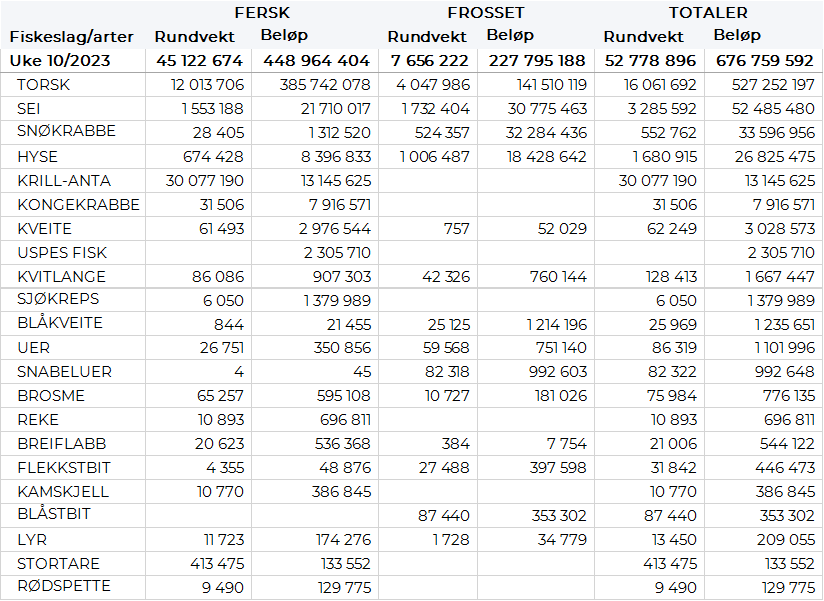 FERSK FROSSET TOTALER
Fiskeslag/arter Rundvekt Beløp Rundvekt Beløp Rundvekt Beløp
Uke 10/2023 45 122 674 448 964 404 7 656 222 227 795 188 52 778 896 676 759 592
TORSK 12 013 706 385 742 078 4 047 986 141 510 119 16 061 692 527 252 197
SEI 1 553 188 21 710 017 1 732 404 30 775 463 3 285 592 52 485 480
SNØKRABBE 28 405 1 312 520 524 357 32 284 436 552 762 33 596 956
HYSE 674 428 8 396 833 1 006 487 18 428 642 1 680 915 26 825 475
KRILL-ANTA 30 077 190 13 145 625 30 077 190 13 145 625
KONGEKRABBE 31 506 7 916 571 31 506 7 916 571
KVEITE 61 493 2 976 544 757 52 029 62 249 3 028 573
USPES FISK 2 305 710 2 305 710
KVITLANGE 86 086 907 303 42 326 760 144 128 413 1 667 447
SJØKREPS 6 050 1 379 989 6 050 1 379 989
BLÅKVEITE 844 21 455 25 125 1 214 196 25 969 1 235 651
UER 26 751 350 856 59 568 751 140 86 319 1 101 996
SNABELUER 4 45 82 318 992 603 82 322 992 648
BROSME 65 257 595 108 10 727 181 026 75 984 776 135
REKE 10 893 696 811 10 893 696 811
BREIFLABB 20 623 536 368 384 7 754 21 006 544 122
FLEKKSTBIT 4 355 48 876 27 488 397 598 31 842 446 473
KAMSKJELL 10 770 386 845 10 770 386 845
BLÅSTBIT 87 440 353 302 87 440 353 302
LYR 11 723 174 276 1 728 34 779 13 450 209 055
STORTARE 413 475 133 552 413 475 133 552
RØDSPETTE 9 490 129 775 9 490 129 775